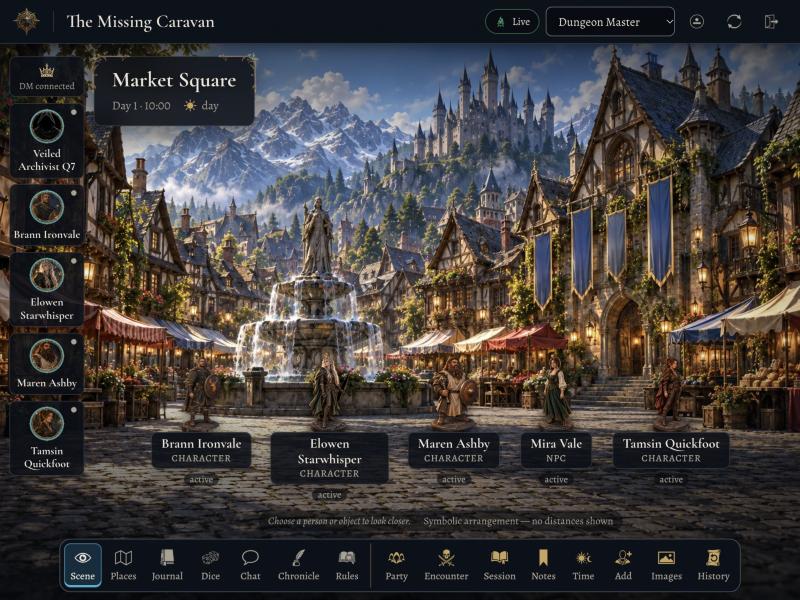 The Missing Caravan
Live
Dungeon Master
DM connected
Market Square
Day 1 · 10:00
day
Veiled
Archivist Q7
Brann Ironvale
Elowen
Starwhisper
Maren Ashby
Tamsin
Quickfoot
Brann Ironvale
CHARACTER
active
Elowen
Starwhisper
CHARACTER
active
Maren Ashby
CHARACTER
active
Mira Vale
NPC
active
Tamsin Quickfoot
CHARACTER
active
Choose a person or object to look closer.
Symbolic arrangement — no distances shown
Scene
Places
Journal
Dice
Chat
Chronicle
Rules
Party
Encounter
Session
Notes
Time
Add
Images
History